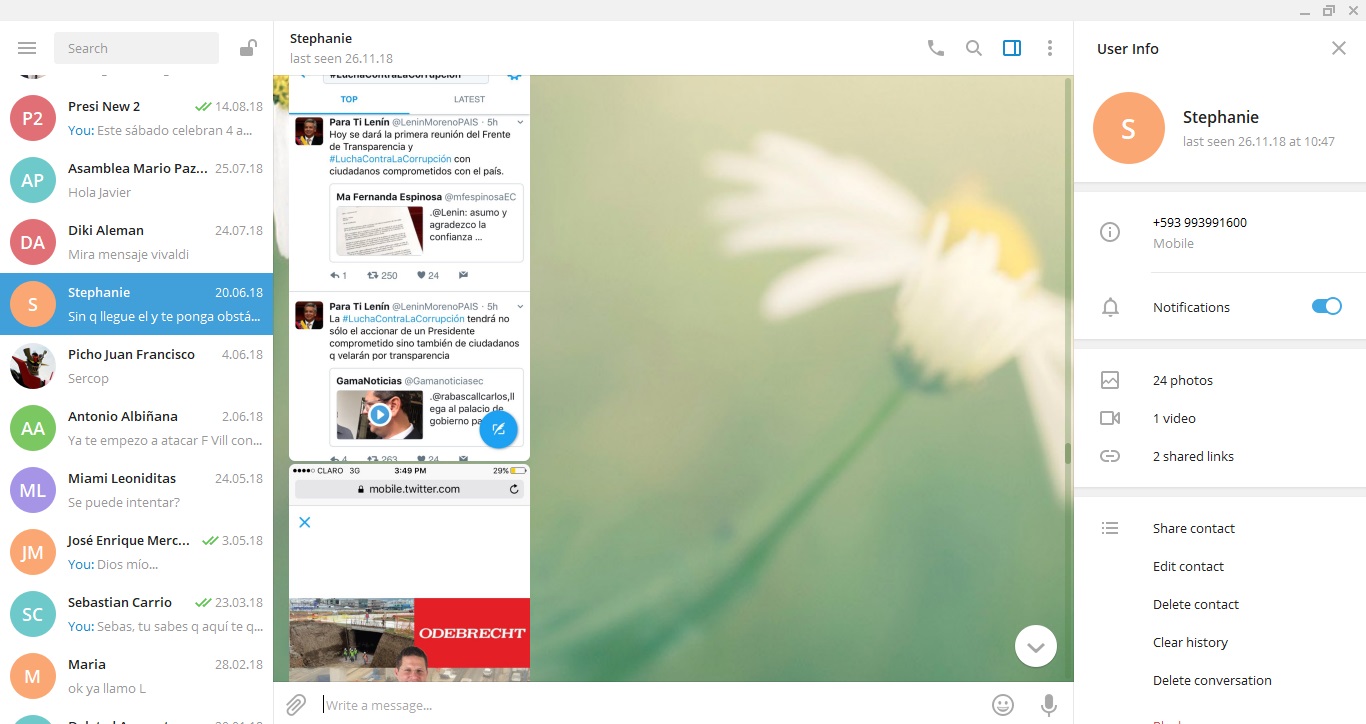 Search
P2
Presi New 2
14.08.18
You: Este sábado celebran 4 a...
AP
Asamblea Mario Paz...
25.07.18
Hola Javier
DA
Diki Aleman
24.07.18
Mira mensaje vivaldi
S
Stephanie
20.06.18
Sin q llegue el y te ponga obstá...
Picho Juan Francisco
4.06.18
Sercop
AA
Antonio Albiñana
2.06.18
Ya te empezo a atacar F Vill con...
ML
Miami Leoniditas
24.05.18
Se puede intentar?
JM
José Enrique Merc...
3.05.18
You: Dios mío...
SC
Sebastian Carrio
23.03.18
You: Sebas, tu sabes q aquí te q...
M
Maria
28.02.18
ok ya llamo L
Stephanie
last seen 26.11.18
#LuchaContraLaCorrupción
TOP
LATEST
Para Ti Lenín @LeninMorenoPAIS · 5h
Hoy se dará la primera reunión del Frente
de Transparencia y
#LuchaContraLaCorrupción con
ciudadanos comprometidos con el país.
Ma Fernanda Espinosa @mfespinosaEC
.@Lenin: asumo y
agradezco la
confianza ...
1
250
24
Para Ti Lenín @LeninMorenoPAIS · 5h
La #LuchaContraLaCorrupción tendrá no
sólo el accionar de un Presidente
comprometido sino también de ciudadanos
q velarán por transparencia
GamaNoticias @Gamanoticiasec
.@rabascallcarlos,ll
ega al palacio de
gobierno pa
4
263
24
CLARO 3G
3:49 PM
29%
mobile.twitter.com
ODEBRECHT
Write a message...
User Info
S
Stephanie
last seen 26.11.18 at 10:47
+593 993991600
Mobile
Notifications
24 photos
1 video
2 shared links
Share contact
Edit contact
Delete contact
Clear history
Delete conversation